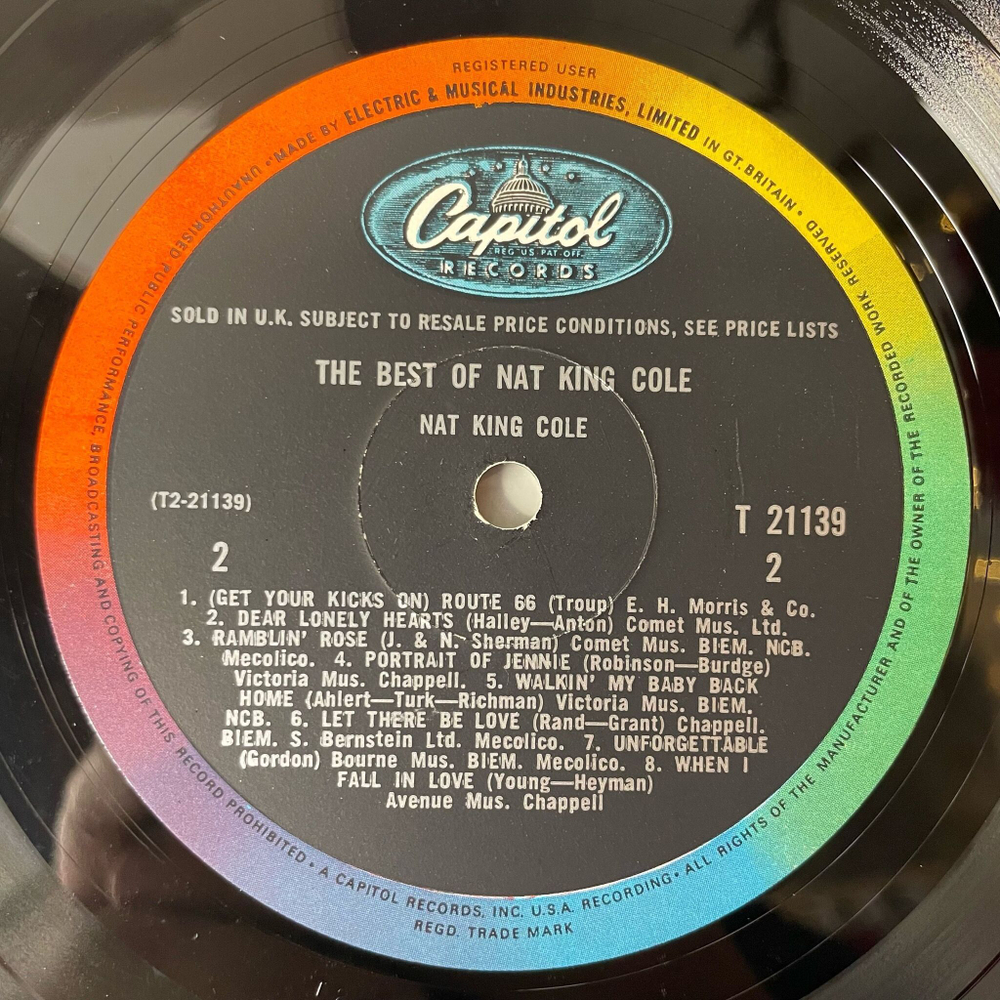 REGISTERED USER
UNAUTHORISED PUBLIC PERFORMANCE, BROADCASTING AND COPYING OF THIS RECORD PROHIBITED • A CAPITOL RECORDS, INC. U.S.A. RECORDING • ALL RIGHTS OF THE MANUFACTURER AND OF THE OWNER OF THE RECORDED WORK RESERVED •
MADE BY ELECTRIC & MUSICAL INDUSTRIES, LIMITED IN GT. BRITAIN •
Capitol
REG. US. PAT. OFF.
RECORDS
SOLD IN U.K. SUBJECT TO RESALE PRICE CONDITIONS, SEE PRICE LISTS
THE BEST OF NAT KING COLE
NAT KING COLE
(T2-21139)
T 21139
2
2
1. (GET YOUR KICKS ON) ROUTE 66 (Troup) E. H. Morris & Co.
2. DEAR LONELY HEARTS (Halley—Anton) Comet Mus. Ltd.
3. RAMBLIN' ROSE (J. & N. Sherman) Comet Mus. BIEM. NCB.
Mecolico. 4. PORTRAIT OF JENNIE (Robinson—Burdge)
Victoria Mus. Chappell. 5. WALKIN' MY BABY BACK
HOME (Ahlert—Turk—Richman) Victoria Mus. BIEM.
NCB. 6. LET THERE BE LOVE (Rand—Grant) Chappell.
BIEM. S. Bernstein Ltd. Mecolico. 7. UNFORGETTABLE
(Gordon) Bourne Mus. BIEM. Mecolico. 8. WHEN I
FALL IN LOVE (Young—Heyman)
Avenue Mus. Chappell
REGD. TRADE MARK